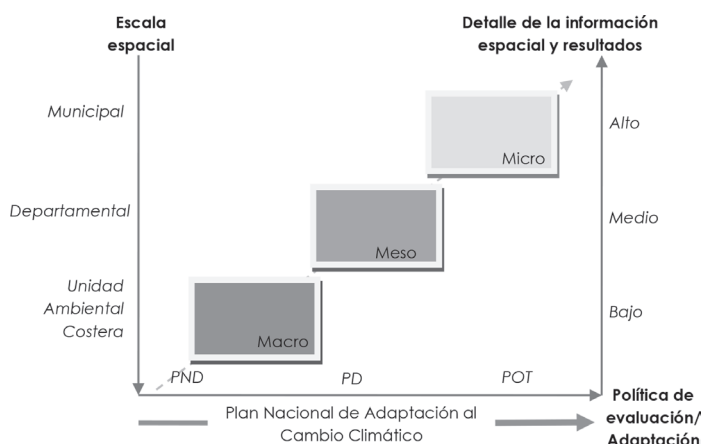 Escala
espacial
Detalle de la información
espacial y resultados
Municipal
Alto
Micro
Departamental
Medio
Meso
Unidad
Ambiental
Costera
Bajo
Macro
PND
PD
POT
Política de
evaluación/
Adaptación
Plan Nacional de Adaptación al
Cambio Climático